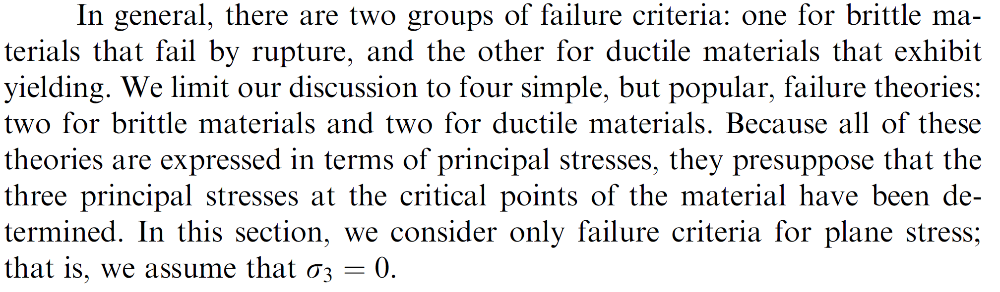 In general, there are two groups of failure criteria: one for brittle ma-
terials that fail by rupture, and the other for ductile materials that exhibit
yielding. We limit our discussion to four simple, but popular, failure theories:
two for brittle materials and two for ductile materials. Because all of these
theories are expressed in terms of principal stresses, they presuppose that the
three principal stresses at the critical points of the material have been de-
termined. In this section, we consider only failure criteria for plane stress;
that is, we assume that σ₃ = 0.